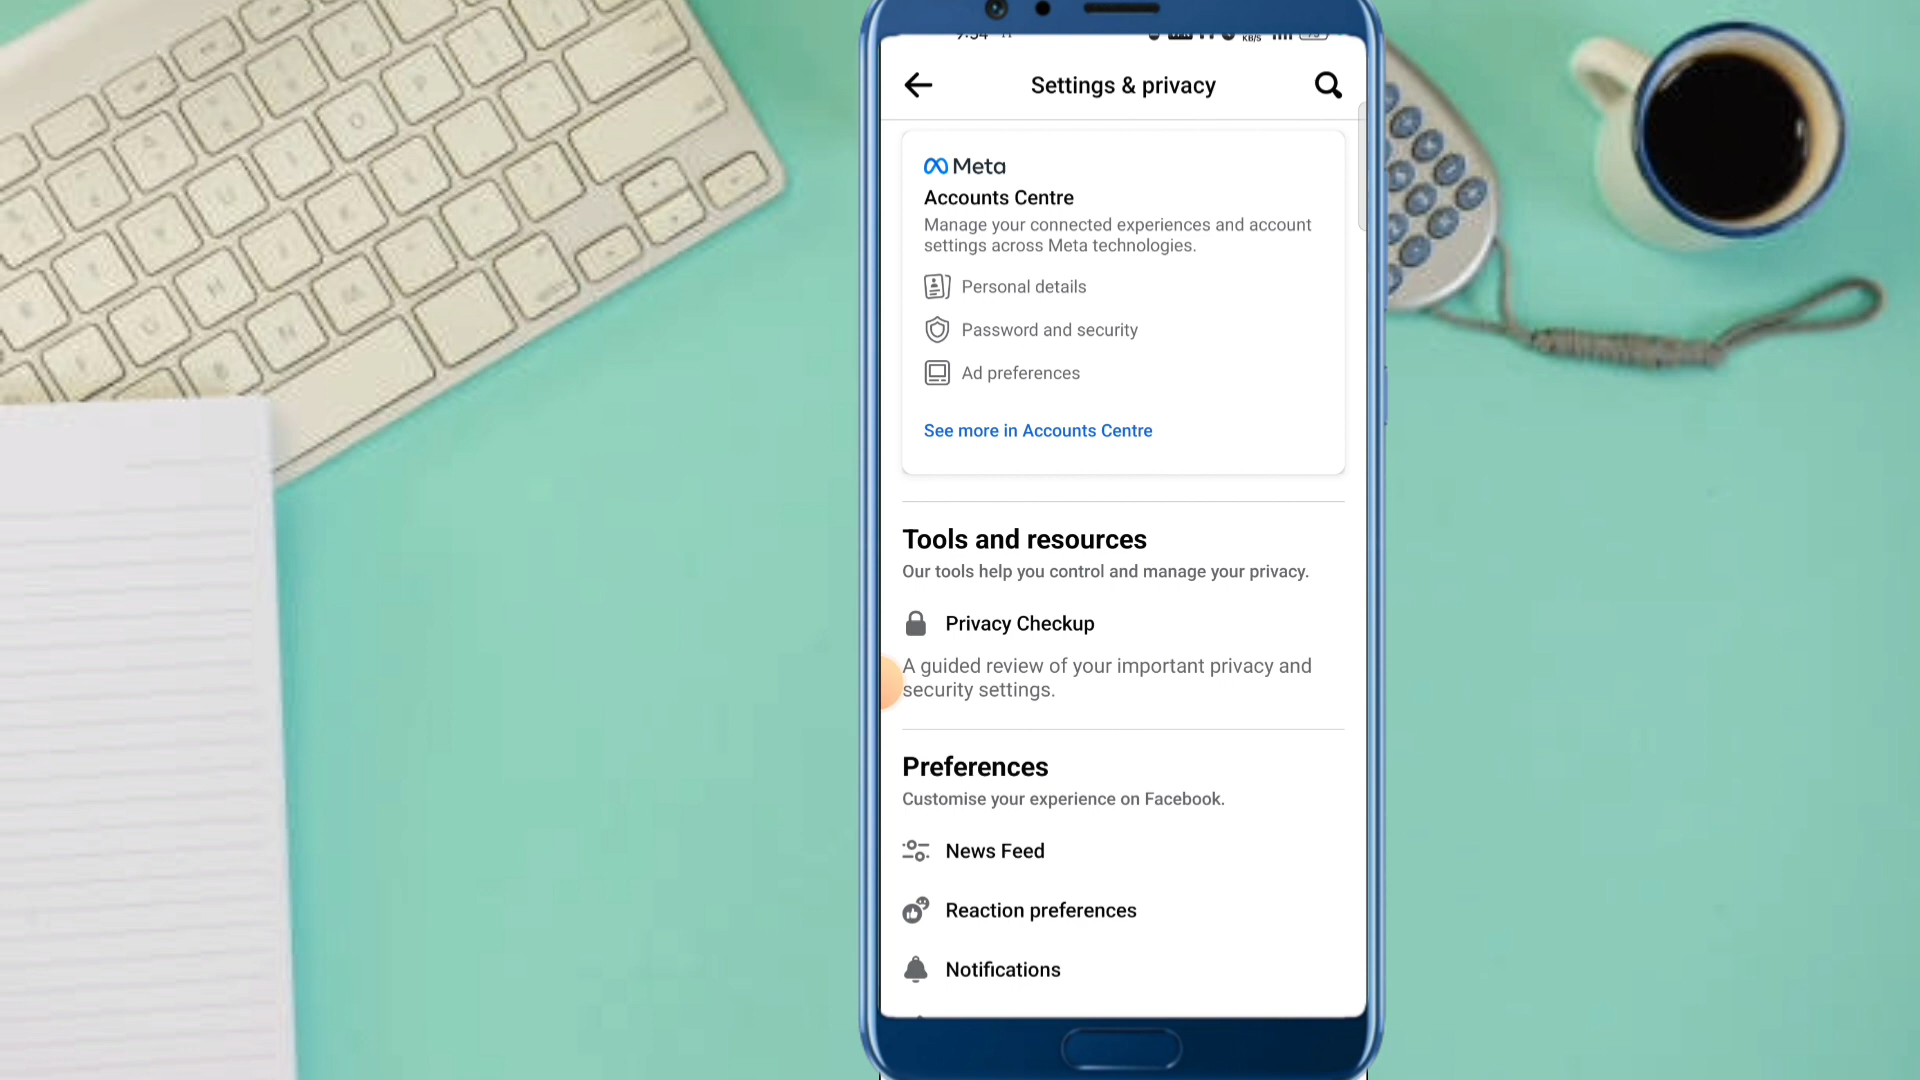 Settings & privacy
Meta
Accounts Centre
Manage your connected experiences and account
settings across Meta technologies.
Personal details
Password and security
Ad preferences
See more in Accounts Centre
Tools and resources
Our tools help you control and manage your privacy.
Privacy Checkup
A guided review of your important privacy and
security settings.
Preferences
Customise your experience on Facebook.
News Feed
Reaction preferences
Notifications